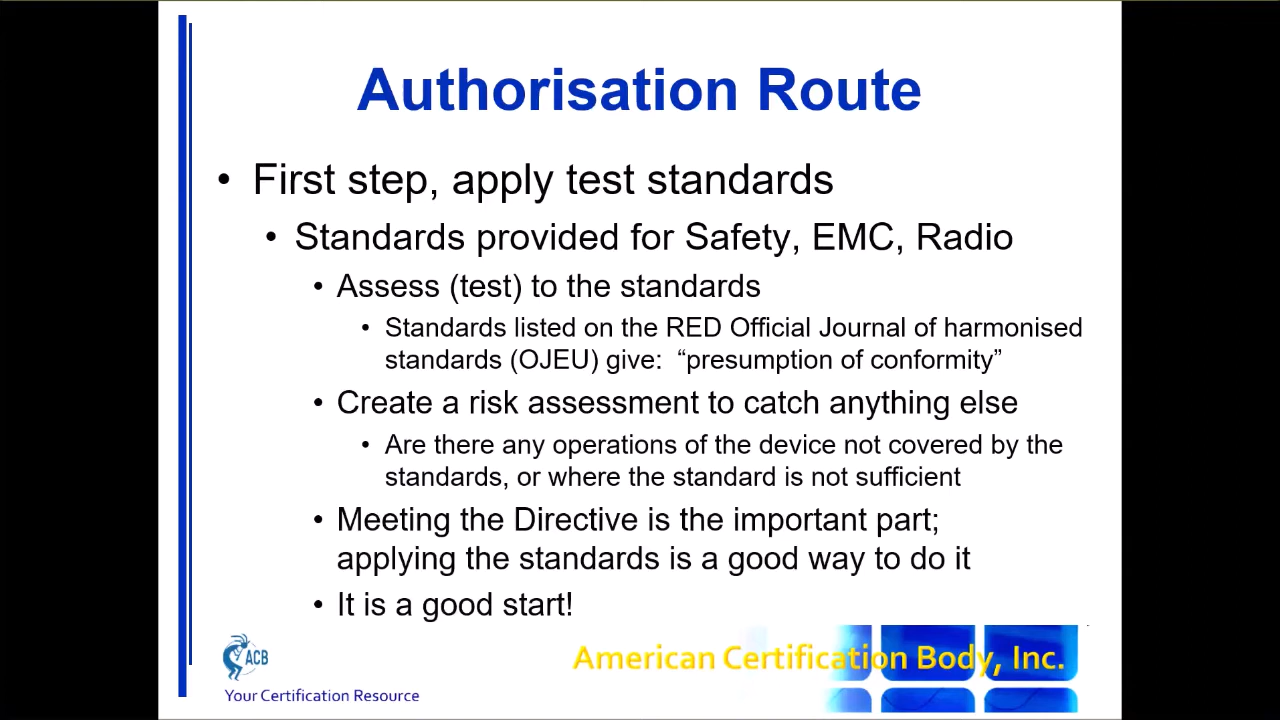 Authorisation Route
• First step, apply test standards
• Standards provided for Safety, EMC, Radio
• Assess (test) to the standards
• Standards listed on the RED Official Journal of harmonised
standards (OJEU) give:  “presumption of conformity”
• Create a risk assessment to catch anything else
• Are there any operations of the device not covered by the
standards, or where the standard is not sufficient
• Meeting the Directive is the important part;
applying the standards is a good way to do it
• It is a good start!
ACB
American Certification Body, Inc.
Your Certification Resource